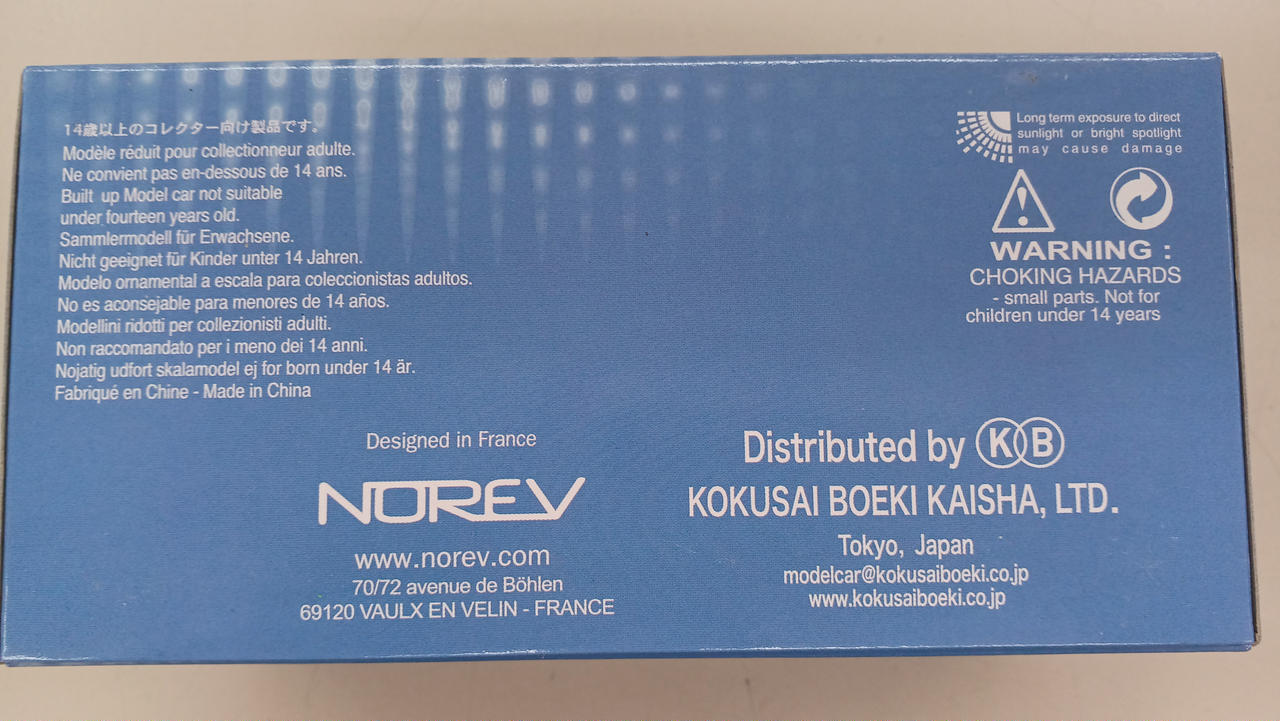 14歳以上のコレクター向け製品です。
Modèle réduit pour collectionneur adulte.
Ne convient pas en-dessous de 14 ans.
Built up Model car not suitable
under fourteen years old.
Sammlermodell für Erwachsene.
Nicht geeignet für Kinder unter 14 Jahren.
Modelo ornamental a escala para coleccionistas adultos.
No es aconsejable para menores de 14 años.
Modellini ridotti per collezionisti adulti.
Non raccomandato per i meno dei 14 anni.
Nojatig udfort skalamodel ej for born under 14 är.
Fabriqué en Chine - Made in China
Long term exposure to direct
sunlight or bright spotlight
may cause damage
WARNING :
CHOKING HAZARDS
- small parts. Not for
children under 14 years
Designed in France
NOREV
www.norev.com
70/72 avenue de Böhlen
69120 VAULX EN VELIN - FRANCE
Distributed by KB
KOKUSAI BOEKI KAISHA, LTD.
Tokyo, Japan
modelcar@kokusaiboeki.co.jp
www.kokusaiboeki.co.jp